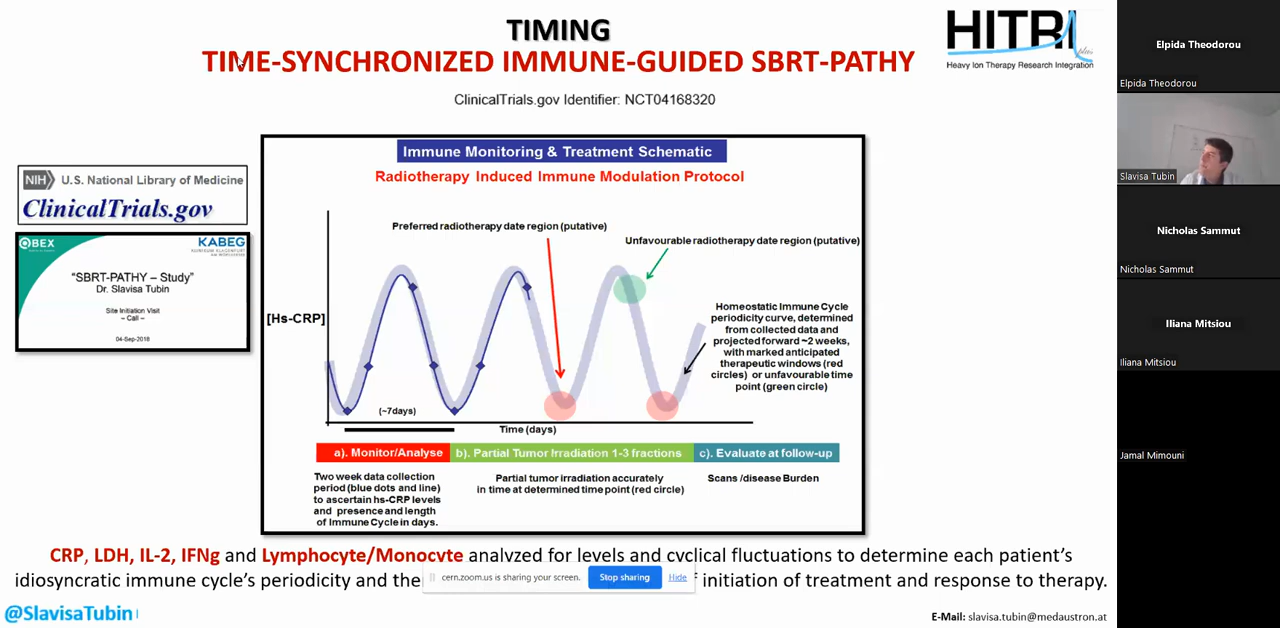 TIMING
TIME-SYNCHRONIZED IMMUNE-GUIDED SBRT-PATHY
HITRI plus
Heavy Ion Therapy Research Integration
ClinicalTrials.gov Identifier: NCT04168320
NIH U.S. National Library of Medicine
ClinicalTrials.gov
KABEG
"SBRT-PATHY – Study"
Dr. Slavisa Tubin
Site Initiation Visit
~ Call ~
04-Sep-2018
Immune Monitoring & Treatment Schematic
Radiotherapy Induced Immune Modulation Protocol
Preferred radiotherapy date region (putative)
Unfavourable radiotherapy date region (putative)
[Hs-CRP]
Homeostatic Immune Cycle
periodicity curve, determined
from collected data and
projected forward ~2 weeks,
with marked anticipated
therapeutic windows (red
circles) or unfavourable time
point (green circle)
(~7days)
Time (days)
a). Monitor/Analyse
b). Partial Tumor Irradiation 1-3 fractions
c). Evaluate at follow-up
Two week data collection
period (blue dots and line)
to ascertain hs-CRP levels
and presence and length
of Immune Cycle in days.
Partial tumor irradiation accurately
in time at determined time point (red circle)
Scans /disease Burden
CRP, LDH, IL-2, IFNg and Lymphocyte/Monocyte analyzed for levels and cyclical fluctuations to determine each patient's
idiosyncratic immune cycle's periodicity and the f initiation of treatment and response to therapy.
cern.zoom.us is sharing your screen.
Stop sharing
Hide
@SlavisaTubin
E-Mail: slavisa.tubin@medaustron.at
Elpida Theodorou
Elpida Theodorou
Slavisa Tubin
Nicholas Sammut
Nicholas Sammut
Iliana Mitsiou
Iliana Mitsiou
Jamal Mimouni